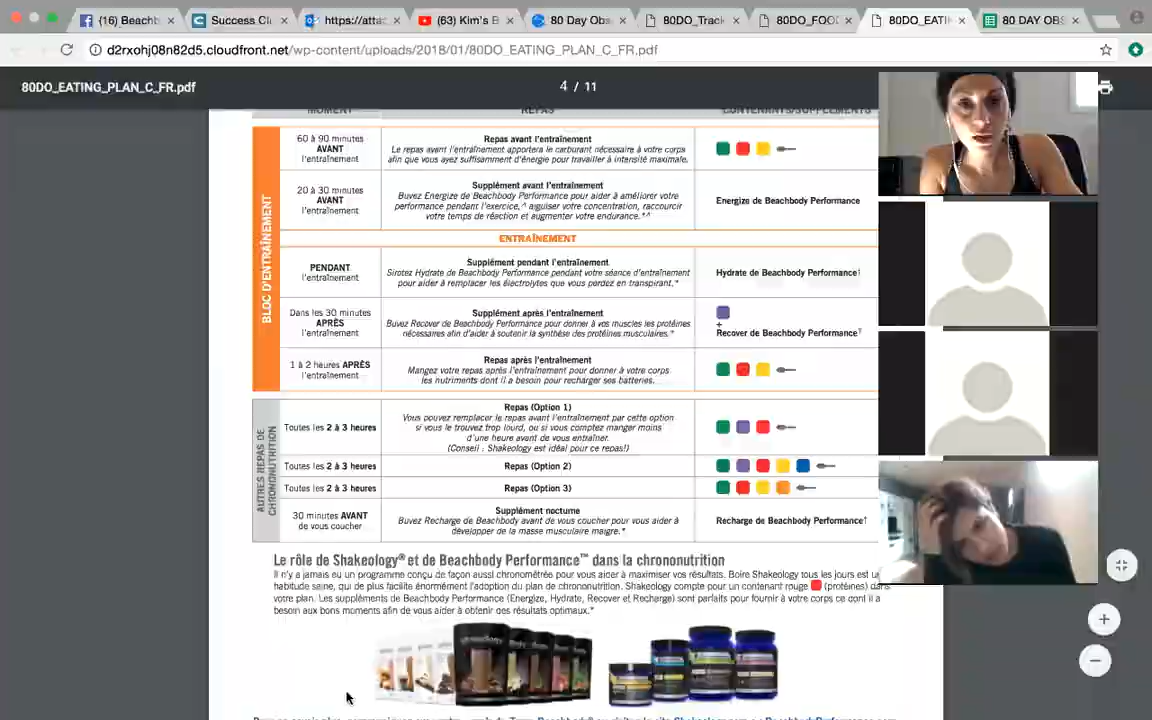 (16) Beachb
Success Cl
https://attac
(63) Kim's B
80 Day Obs
80DO_Track
80DO_FOO
80DO_EATI
80 DAY OBS
d2rxohj08n82d5.cloudfront.net/wp-content/uploads/2018/01/80DO_EATING_PLAN_C_FR.pdf
80DO_EATING_PLAN_C_FR.pdf
4 / 11
MOMENT REPAS CONTENANTS/SUPPLÉMENTS
BLOC D'ENTRAÎNEMENT
60 à 90 minutes
AVANT
l'entraînement
Repas avant l'entraînement
Le repas avant l'entraînement apportera le carburant nécessaire à votre corps
afin que vous ayez suffisamment d'énergie pour travailler à intensité maximale.
20 à 30 minutes
AVANT
l'entraînement
Supplément avant l'entraînement
Buvez Energize de Beachbody Performance pour aider à améliorer votre
performance pendant l'exercice,^ aiguiser votre concentration, raccourcir
votre temps de réaction et augmenter votre endurance.*^
Energize de Beachbody Performance
ENTRAÎNEMENT
PENDANT
l'entraînement
Supplément pendant l'entraînement
Sirotez Hydrate de Beachbody Performance pendant votre séance d'entraînement
pour aider à remplacer les électrolytes que vous perdez en transpirant.*
Hydrate de Beachbody Performance†
Dans les 30 minutes
APRÈS
l'entraînement
Supplément après l'entraînement
Buvez Recover de Beachbody Performance pour donner à vos muscles les protéines
nécessaires afin d'aider à soutenir la synthèse des protéines musculaires.*
+
Recover de Beachbody Performance†
1 à 2 heures APRÈS
l'entraînement
Repas après l'entraînement
Mangez votre repas après l'entraînement pour donner à votre corps
les nutriments dont il a besoin pour recharger ses batteries.
AUTRES REPAS DE
CHRONONUTRITION
Toutes les 2 à 3 heures
Repas (Option 1)
Vous pouvez remplacer le repas avant l'entraînement par cette option
si vous le trouvez trop lourd, ou si vous comptez manger moins
d'une heure avant de vous entraîner.
(Conseil : Shakeology est idéal pour ce repas!)
Toutes les 2 à 3 heures
Repas (Option 2)
Toutes les 2 à 3 heures
Repas (Option 3)
30 minutes AVANT
de vous coucher
Supplément nocturne
Buvez Recharge de Beachbody avant de vous coucher pour vous aider à
développer de la masse musculaire maigre.*
Recharge de Beachbody Performance†
Le rôle de Shakeology® et de Beachbody Performance™ dans la chrononutrition
Il n'y a jamais eu un programme conçu de façon aussi chronométrée pour vous aider à maximiser vos résultats. Boire Shakeology tous les jours est un
habitude saine, qui de plus facilite énormément l'adoption du plan de chrononutrition. Shakeology compte pour un contenant rouge (protéines) dans
votre plan. Les suppléments de Beachbody Performance (Energize, Hydrate, Recover et Recharge) sont parfaits pour fournir à votre corps ce dont il a
besoin aux bons moments afin de vous aider à obtenir des résultats optimaux.*